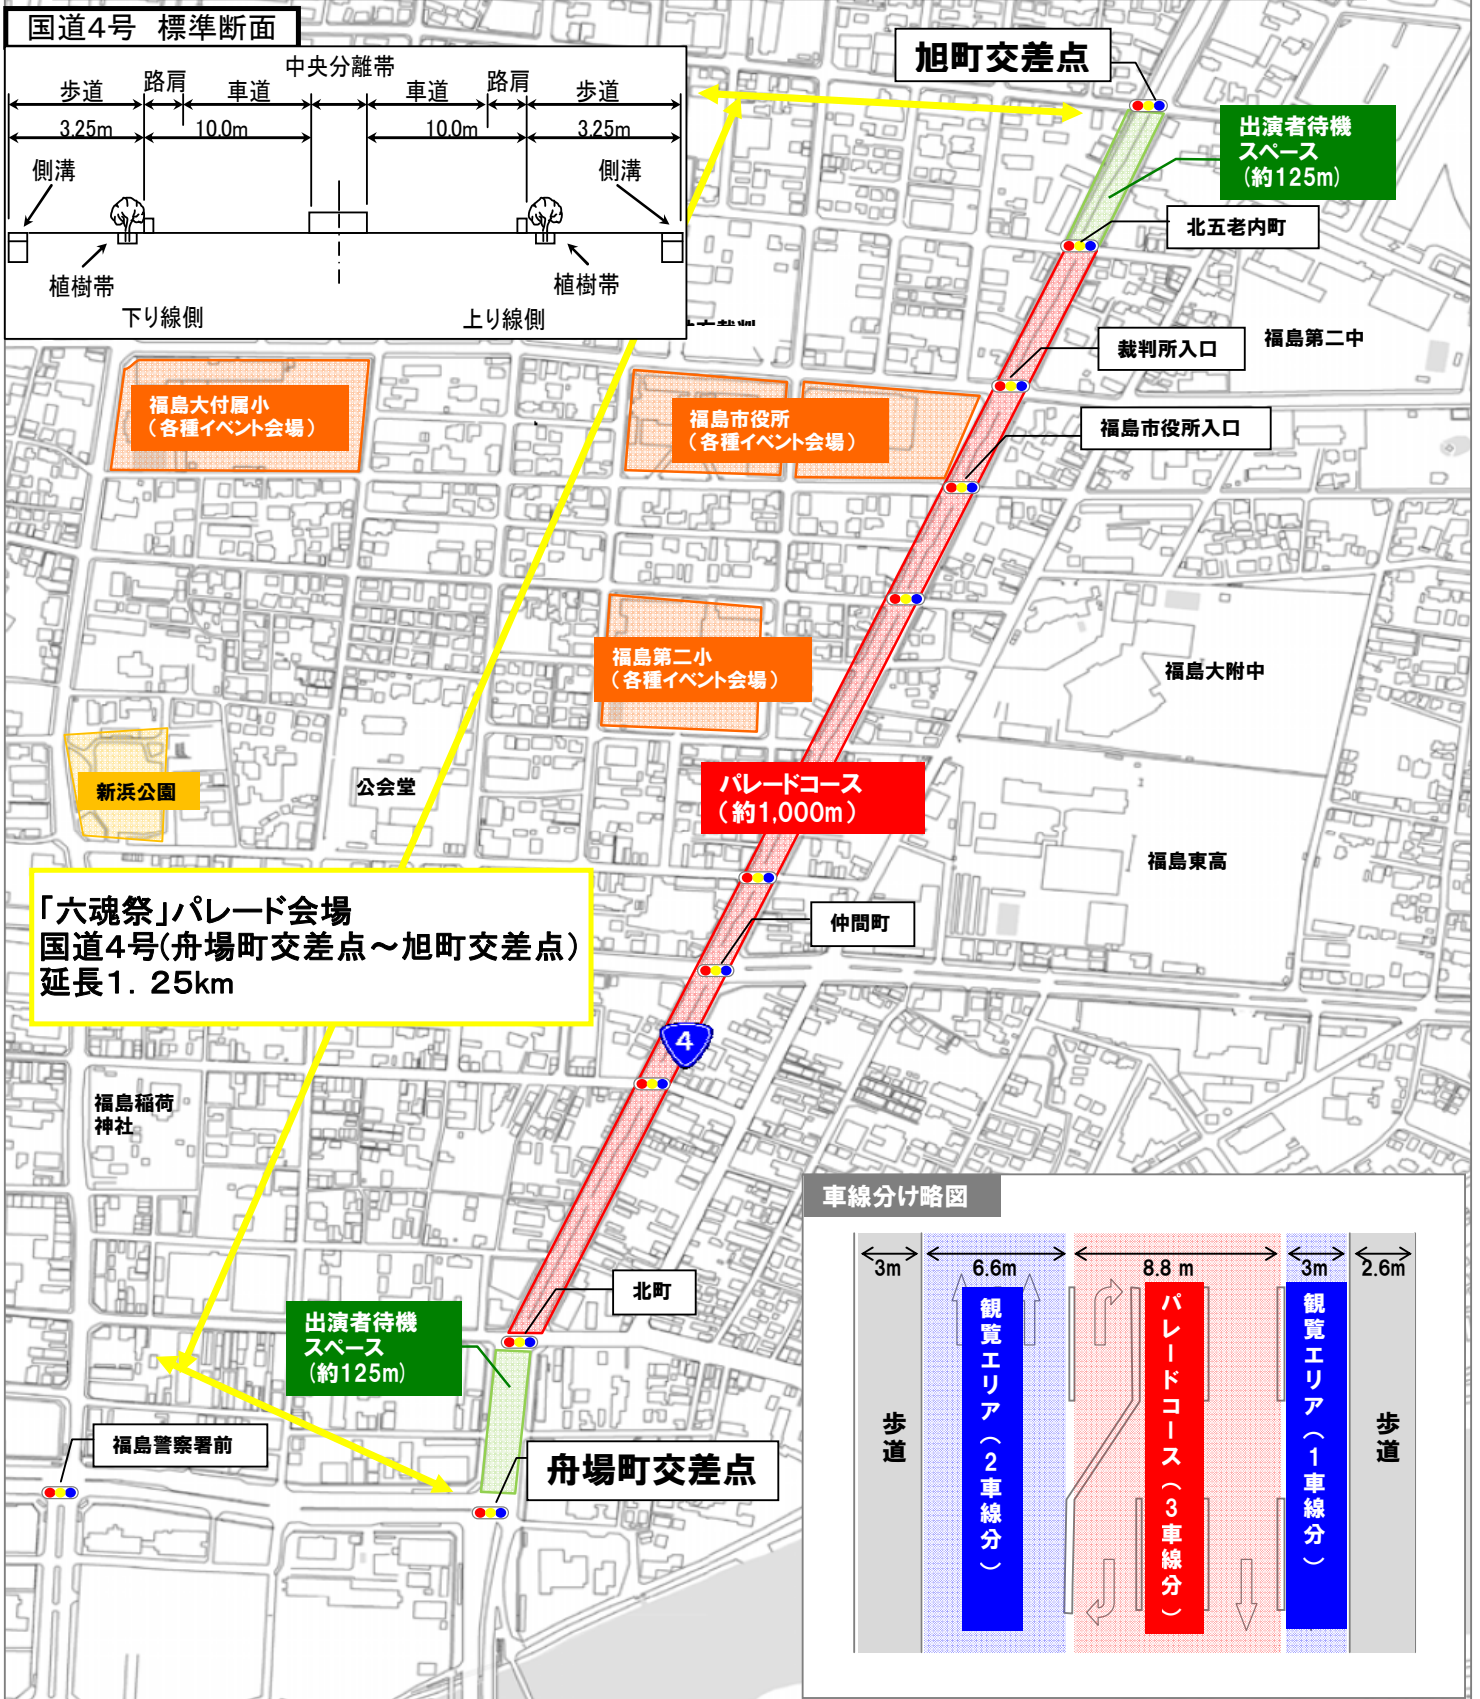 国道4号 標準断面
中央分離帯
歩道
路肩
車道
車道
路肩
歩道
3.25m
10.0m
10.0m
3.25m
側溝
側溝
植樹帯
植樹帯
下り線側
上り線側
旭町交差点
出演者待機
スペース
(約125m)
北五老内町
裁判所入口
福島第二中
福島大付属小
(各種イベント会場)
福島市役所
(各種イベント会場)
福島市役所入口
福島第二小
(各種イベント会場)
福島大附中
新浜公園
公会堂
パレードコース
(約1,000m)
福島東高
「六魂祭」パレード会場
国道4号(舟場町交差点～旭町交差点)
延長1.25km
仲間町
4
福島稲荷
神社
北町
出演者待機
スペース
(約125m)
福島警察署前
舟場町交差点
車線分け略図
3m
6.6m
8.8 m
3m
2.6m
歩道
観覧エリア(2車線分)
パレードコース(3車線分)
観覧エリア(1車線分)
歩道